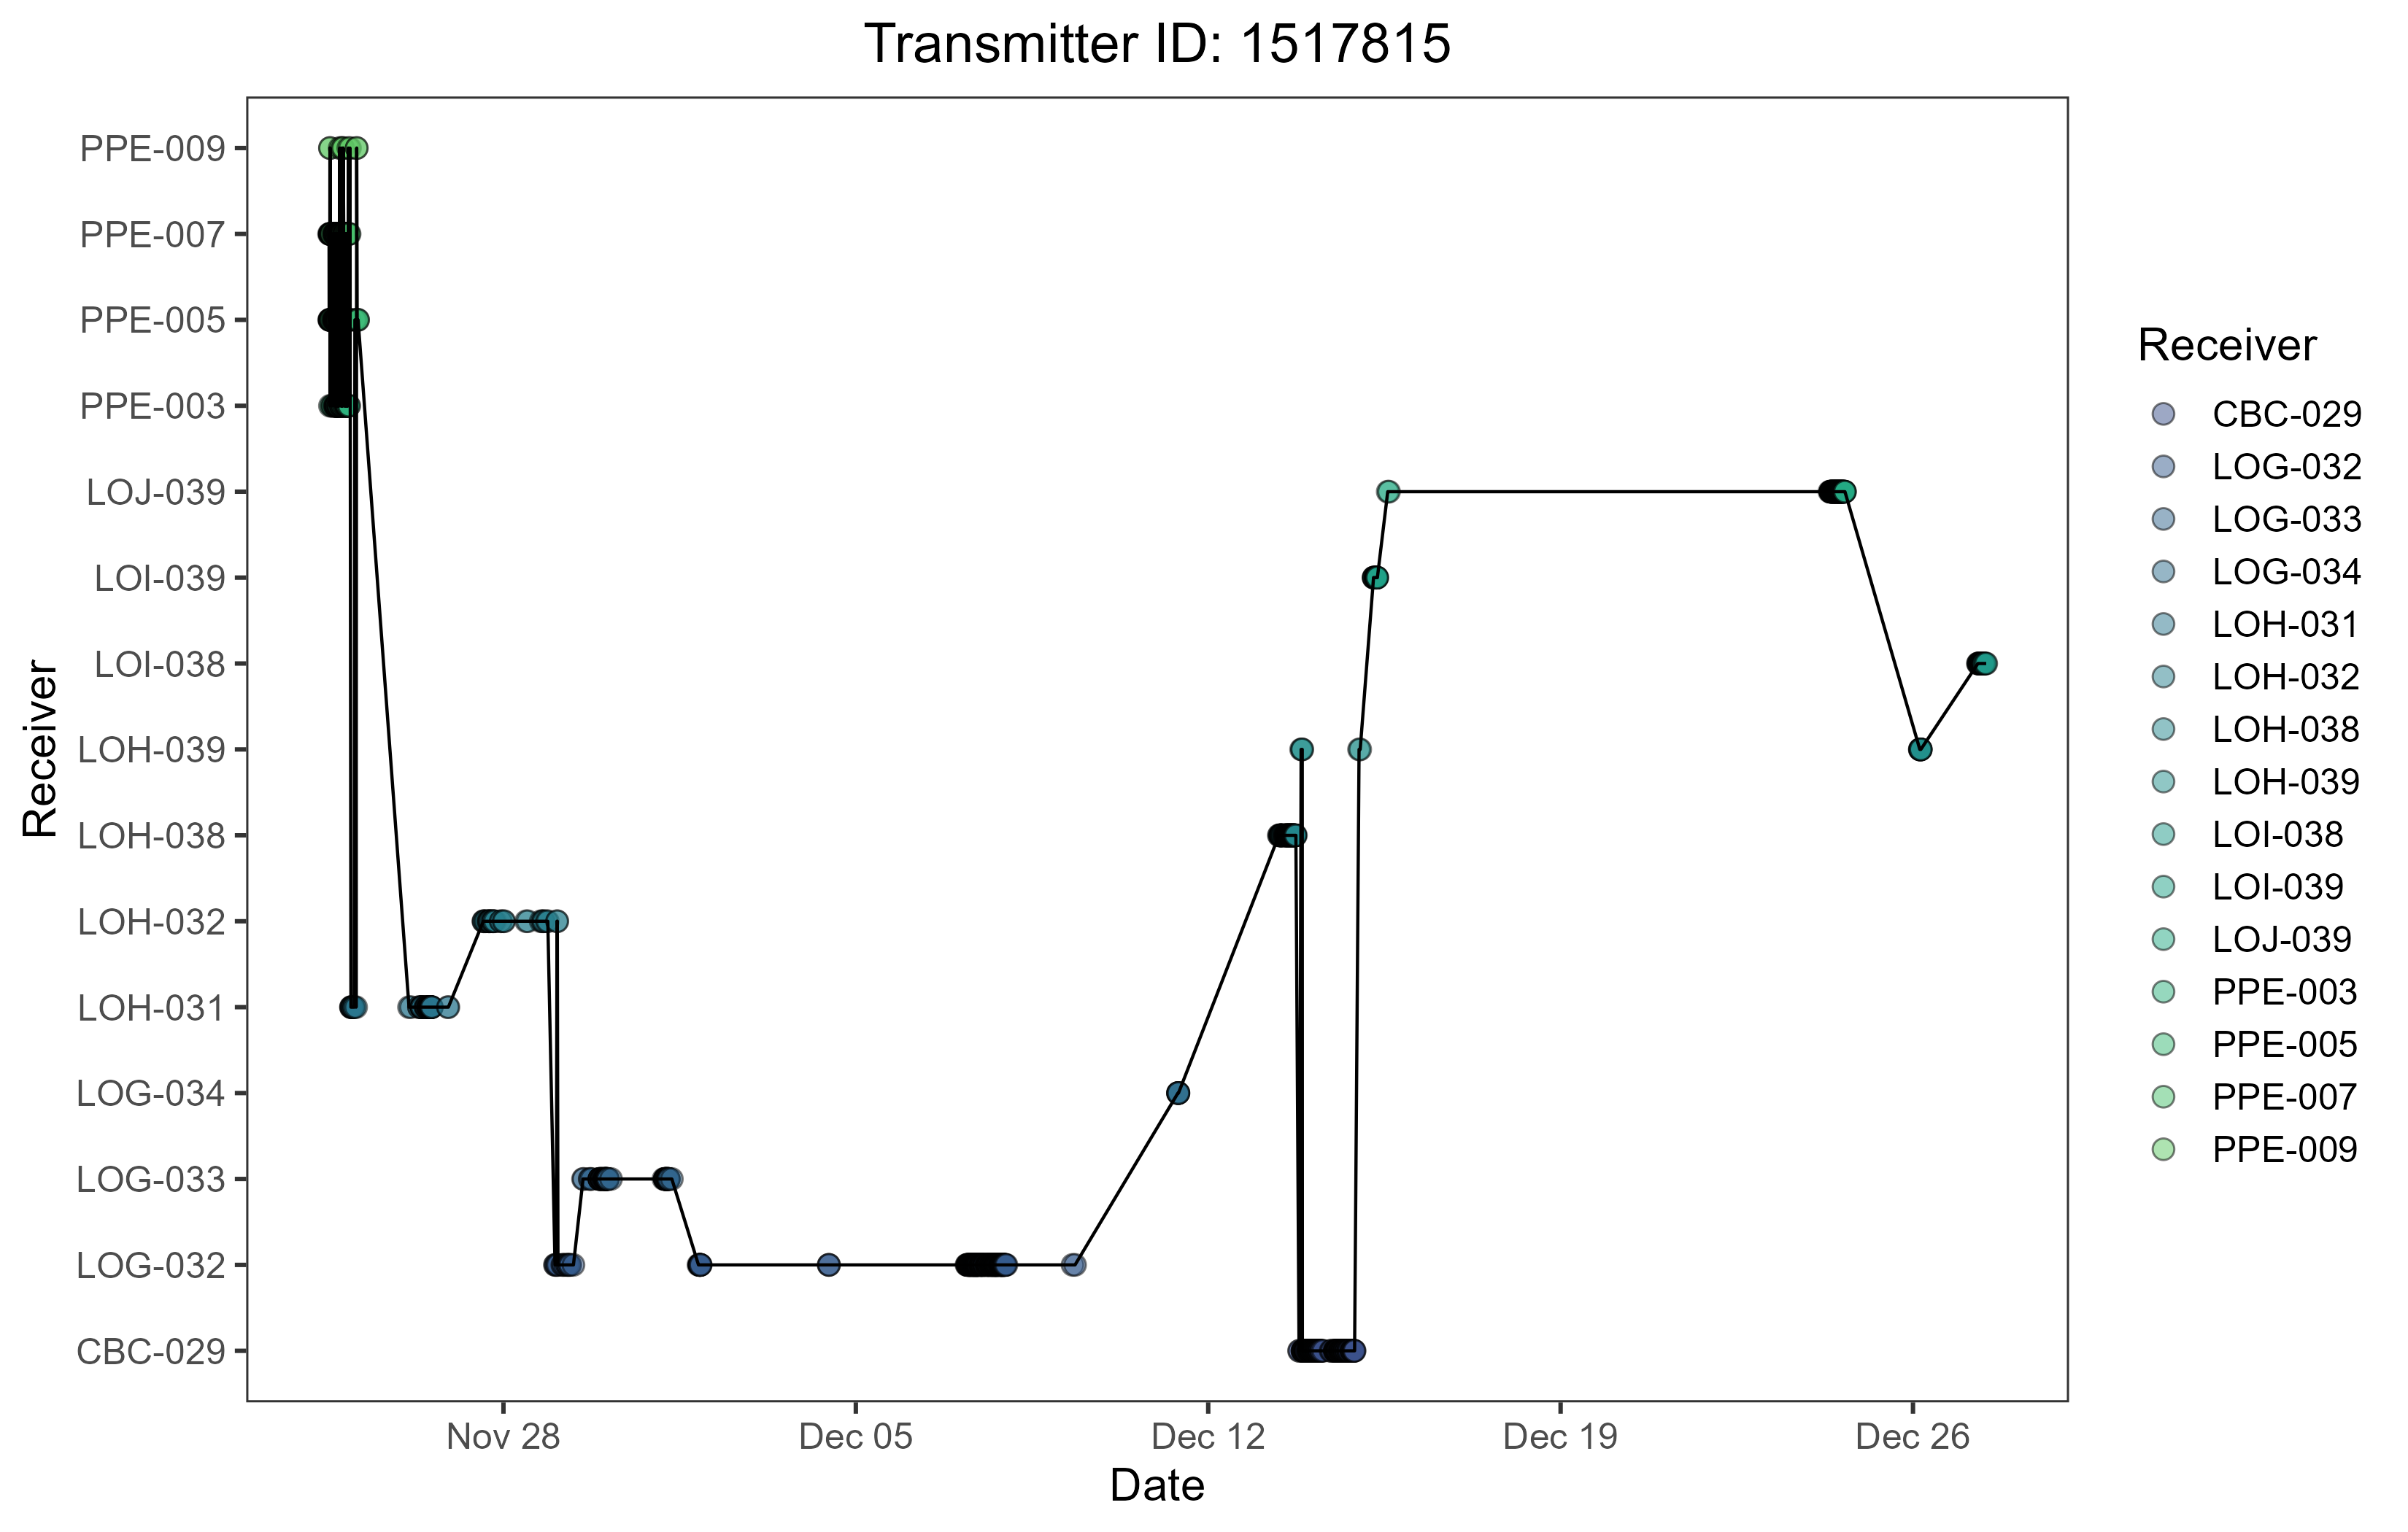 Transmitter ID: 1517815
Receiver
PPE-009
PPE-007
PPE-005
PPE-003
LOJ-039
LOI-039
LOI-038
LOH-039
LOH-038
LOH-032
LOH-031
LOG-034
LOG-033
LOG-032
CBC-029
Nov 28
Dec 05
Dec 12
Dec 19
Dec 26
Date
Receiver
CBC-029
LOG-032
LOG-033
LOG-034
LOH-031
LOH-032
LOH-038
LOH-039
LOI-038
LOI-039
LOJ-039
PPE-003
PPE-005
PPE-007
PPE-009